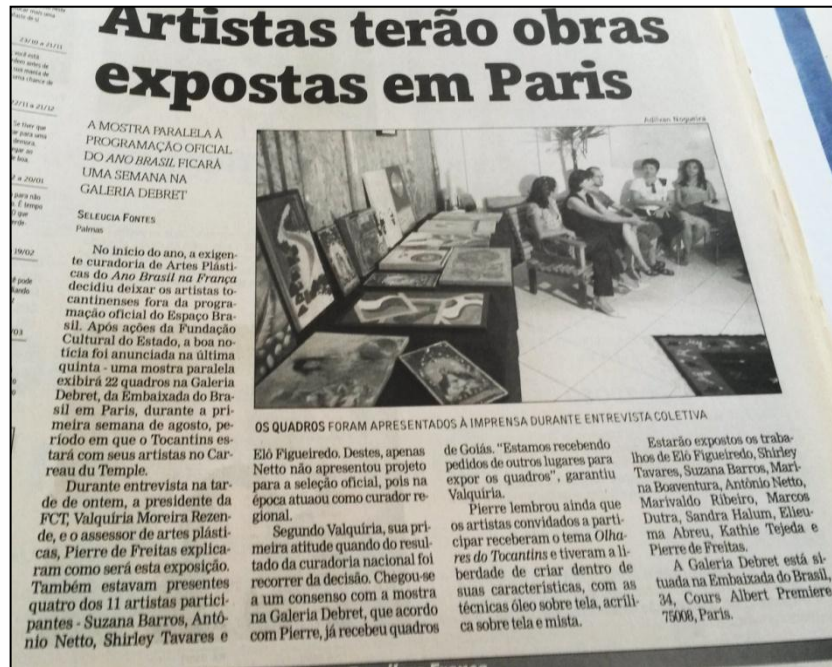 Artistas terão obras
expostas em Paris
A MOSTRA PARALELA À
PROGRAMAÇÃO OFICIAL
DO ANO BRASIL FICARÁ
UMA SEMANA NA
GALERIA DEBRET
SELEUCIA FONTES
Palmas
No início do ano, a exigen-
te curadoria de Artes Plásti-
cas do Ano Brasil na França
decidiu deixar os artistas to-
cantinenses fora da progra-
mação oficial do Espaço Bra-
sil. Após ações da Fundação
Cultural do Estado, a boa no-
tícia foi anunciada na última
quinta - uma mostra paralela
exibirá 22 quadros na Galeria
Debret, da Embaixada do Bra-
sil em Paris, durante a pri-
meira semana de agosto, pe-
ríodo em que o Tocantins es-
tará com seus artistas no Car-
reau du Temple.
Durante entrevista na tar-
de de ontem, a presidente da
FCT, Valquíria Moreira Rezen-
de, e o assessor de artes plásti-
cas, Pierre de Freitas explica-
ram como será esta exposição.
Também estavam presentes
quatro dos 11 artistas partici-
pantes - Suzana Barros, Antô-
nio Netto, Shirley Tavares e
Adilvan Nogueira
OS QUADROS FORAM APRESENTADOS À IMPRENSA DURANTE ENTREVISTA COLETIVA
Elô Figueiredo. Destes, apenas
Netto não apresentou projeto
para a seleção oficial, pois na
época atuaou como curador re-
gional.
Segundo Valquíria, sua pri-
meira atitude quando do resul-
tado da curadoria nacional foi
recorrer da decisão. Chegou-se
a um consenso com a mostra
na Galeria Debret, que acordo
com Pierre, já recebeu quadros
de Goiás. "Estamos recebendo
pedidos de outros lugares para
expor os quadros", garantiu
Valquíria.
Pierre lembrou ainda que
os artistas convidados a parti-
cipar receberam o tema Olha-
res do Tocantins e tiveram a li-
berdade de criar dentro de
suas características, com as
técnicas óleo sobre tela, acríli-
ca sobre tela e mista.
Estarão expostos os traba-
lhos de Elô Figueiredo, Shirley
Tavares, Suzana Barros, Mari-
na Boaventura, Antônio Netto,
Marivaldo Ribeiro, Marcos
Dutra, Sandra Halum, Elieu-
ma Abreu, Kathie Tejeda e
Pierre de Freitas.
A Galeria Debret está si-
tuada na Embaixada do Brasil,
34, Cours Albert Premiere
75008, Paris.